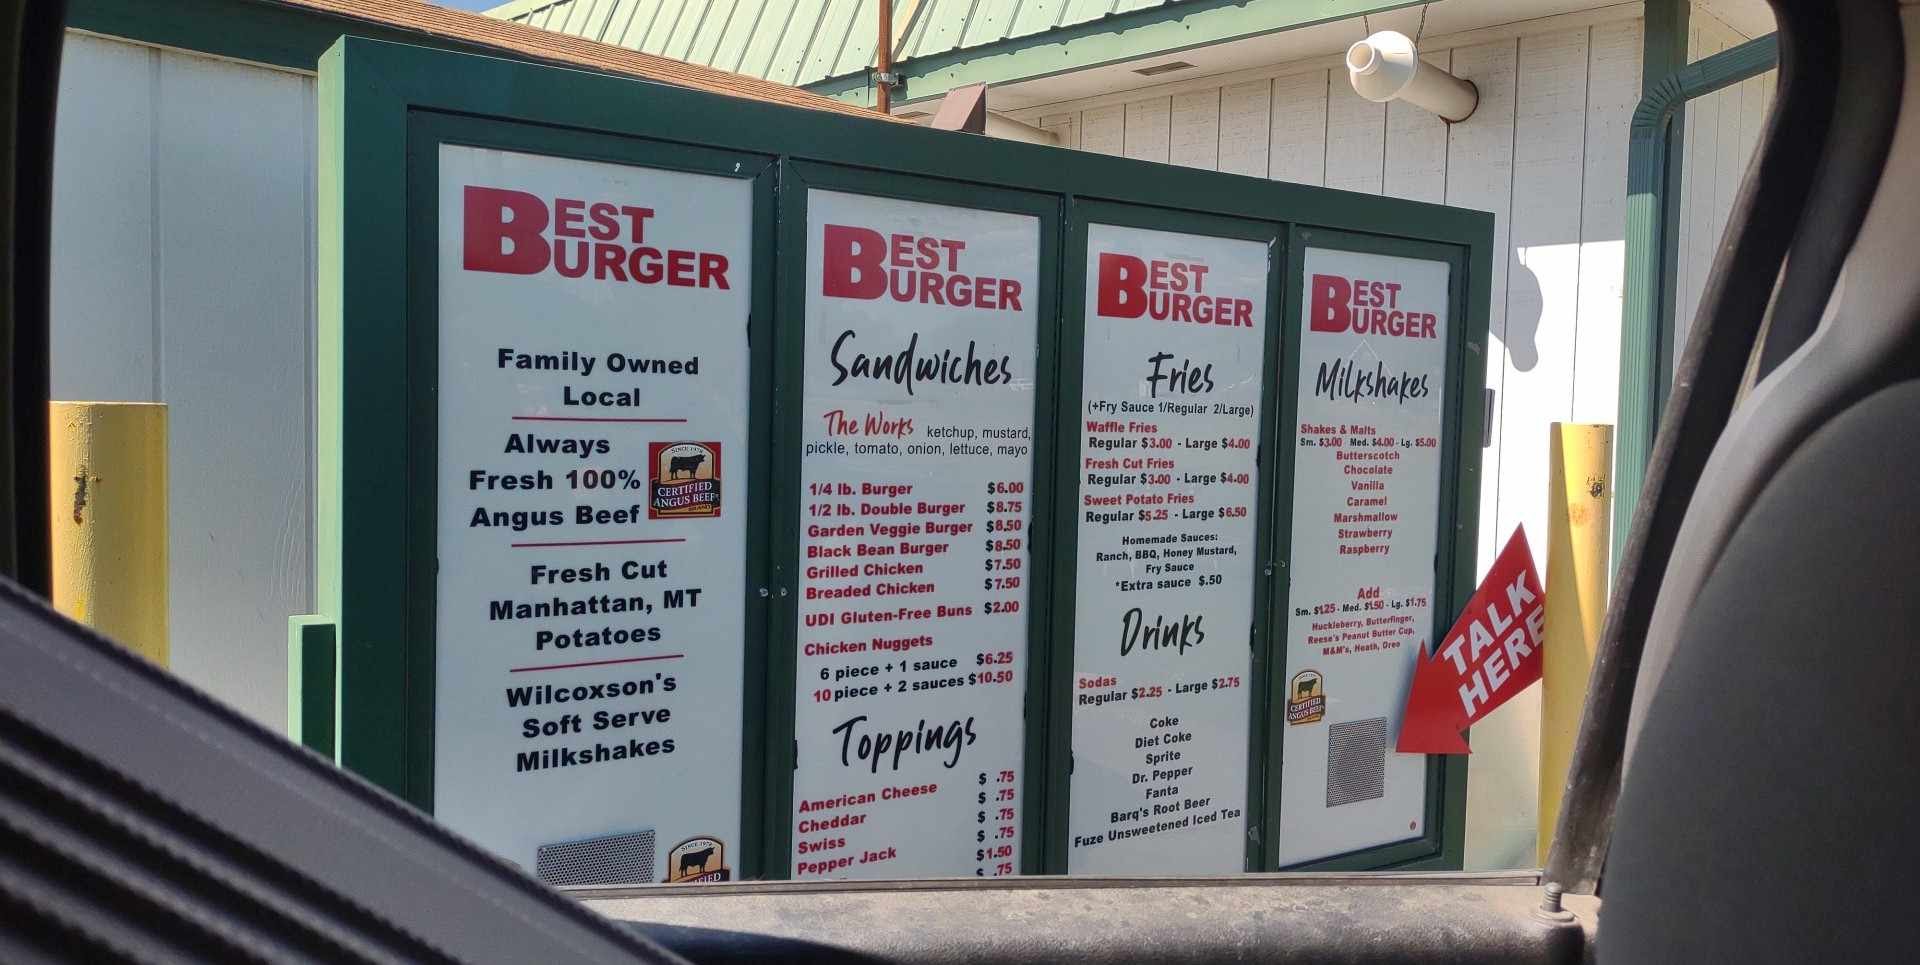 BEST
BURGER
Family Owned
Local
Always
Fresh 100%
Angus Beef
SINCE 1978
CERTIFIED
ANGUS BEEF
Fresh Cut
Manhattan, MT
Potatoes
Wilcoxson's
Soft Serve
Milkshakes
SINCE 1978
BEST
BURGER
Sandwiches
The Works ketchup, mustard,
pickle, tomato, onion, lettuce, mayo
1/4 lb. Burger $6.00
1/2 lb. Double Burger $8.75
Garden Veggie Burger $8.50
Black Bean Burger $8.50
Grilled Chicken $7.50
Breaded Chicken $7.50
UDI Gluten-Free Buns $2.00
Chicken Nuggets
6 piece + 1 sauce $6.25
10 piece + 2 sauces $10.50
Toppings
$ .75
American Cheese $ .75
Cheddar $ .75
Swiss $ .75
Pepper Jack $1.50
$ .75
BEST
BURGER
Fries
(+Fry Sauce 1/Regular 2/Large)
Waffle Fries
Regular $3.00 - Large $4.00
Fresh Cut Fries
Regular $3.00 - Large $4.00
Sweet Potato Fries
Regular $5.25 - Large $6.50
Homemade Sauces:
Ranch, BBQ, Honey Mustard,
Fry Sauce
*Extra sauce $.50
Drinks
Sodas
Regular $2.25 - Large $2.75
Coke
Diet Coke
Sprite
Dr. Pepper
Fanta
Barq's Root Beer
Fuze Unsweetened Iced Tea
BEST
BURGER
Milkshakes
Shakes & Malts
Sm. $3.00 Med. $4.00 - Lg. $5.00
Butterscotch
Chocolate
Vanilla
Caramel
Marshmallow
Strawberry
Raspberry
Add
Sm. $1.25 - Med. $1.50 - Lg. $1.75
Huckleberry, Butterfinger,
Reese's Peanut Butter Cup,
M&M's, Heath, Oreo
CERTIFIED
ANGUS BEEF
TALK
HERE